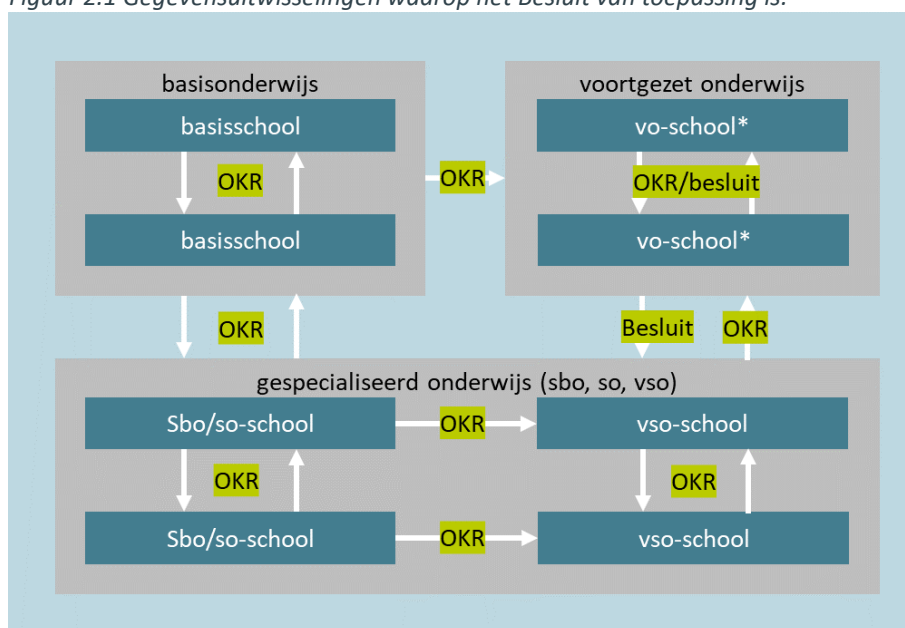 Figuur 2.1 Gegevensuitwisselingen waarop het Besluit van toepassing is.
basisonderwijs
voortgezet onderwijs
basisschool
vo-school*
OKR
OKR
OKR/besluit
basisschool
vo-school*
OKR
Besluit
OKR
gespecialiseerd onderwijs (sbo, so, vso)
Sbo/so-school
OKR
vso-school
OKR
OKR
Sbo/so-school
OKR
vso-school